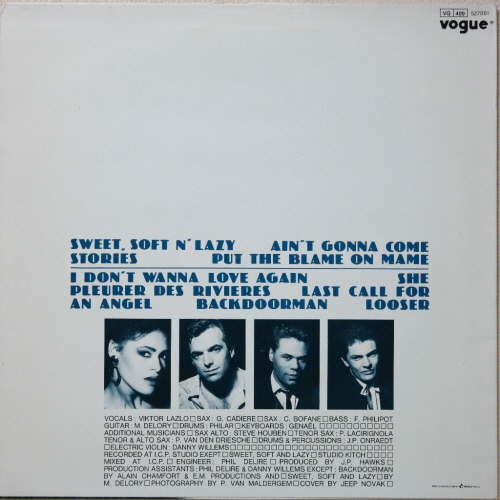 VG 409 527001
vogue
SWEET, SOFT N' LAZY AIN'T GONNA COME
STORIES PUT THE BLAME ON MAME
I DON'T WANNA LOVE AGAIN SHE
PLEURER DES RIVIERES LAST CALL FOR
AN ANGEL BACKDOORMAN LOOSER
VOCALS : VIKTOR LAZLO□SAX : G. CADIERE□SAX : C. BOFANE□BASS : F. PHILIPOT
GUITAR : M. DELORY□DRUMS : PHILAR□KEYBOARDS : GENAËL□□□□□□□□□□□
ADDITIONAL MUSICIANS□SAX ALTO : STEVE HOUBEN□TENOR SAX : P. LACIRIGNOLA
TENOR & ALTO SAX : P. VAN DEN DRIESCHE□DRUMS & PERCUSSIONS : J.P. ONRAEDT
□ELECTRIC VIOLIN : DANNY WILLEMS□□□□□□□□□□□□□□□□□□□□□□□□
RECORDED AT I.C.P. STUDIO EXEPT□SWEET, SOFT AND LAZY□STUDIO KITCH□□□□
MIXED AT I.C.P.□ENGINEER : PHIL DELIRE□PRODUCED BY J.P. HAWKS□□□□□□□
PRODUCTION ASSISTANTS : PHIL DELIRE & DANNY WILLEMS EXCEPT : BACKDOORMAN
BY ALAIN CHAMFORT & E.M. PRODUCTIONS□AND□SWEET, SOFT AND LAZY□BY
M. DELORY□PHOTOGRAPHY BY P. VAN MALDERGEM□COVER BY JEEP NOVAK□